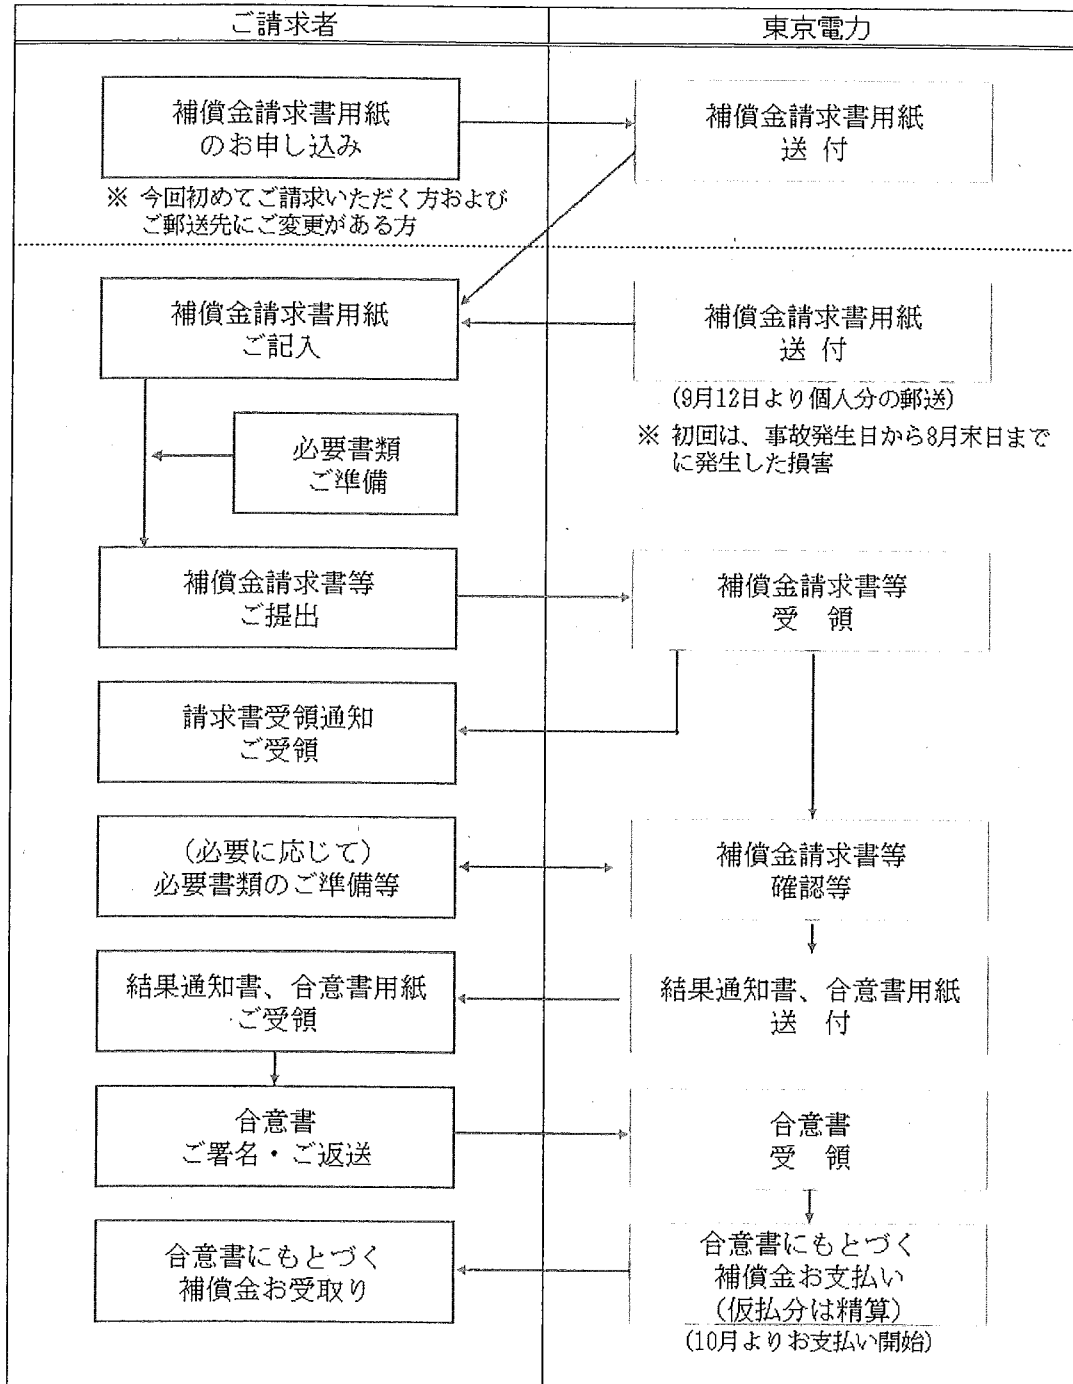 ご請求者
東京電力
補償金請求書用紙
のお申し込み
補償金請求書用紙
送 付
※ 今回初めてご請求いただく方および
ご郵送先にご変更がある方
補償金請求書用紙
ご記入
補償金請求書用紙
送 付
(9月12日より個人分の郵送)
※ 初回は、事故発生日から8月末日まで
に発生した損害
必要書類
ご準備
補償金請求書等
ご提出
補償金請求書等
受 領
請求書受領通知
ご受領
(必要に応じて)
必要書類のご準備等
補償金請求書等
確認等
結果通知書、合意書用紙
ご受領
結果通知書、合意書用紙
送 付
合意書
ご署名・ご返送
合意書
受 領
合意書にもとづく
補償金お受取り
合意書にもとづく
補償金お支払い
(仮払分は精算)
(10月よりお支払い開始)